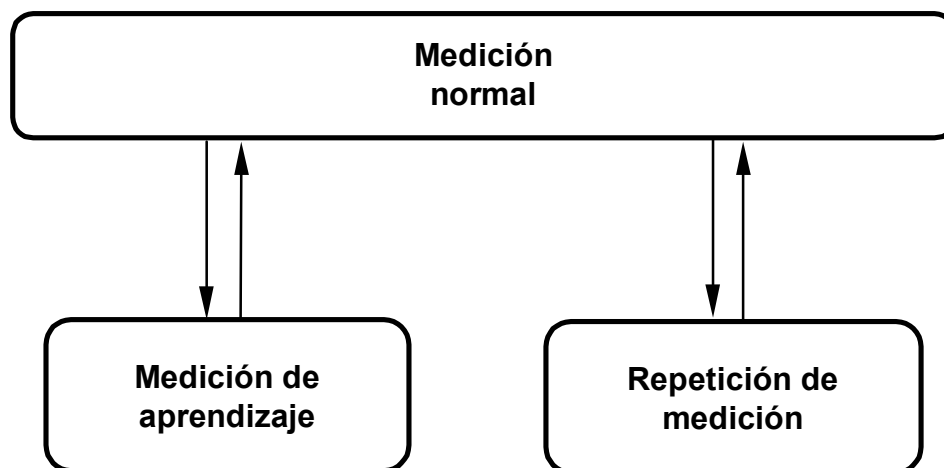 Medición
normal
Medición de
aprendizaje
Repetición de
medición